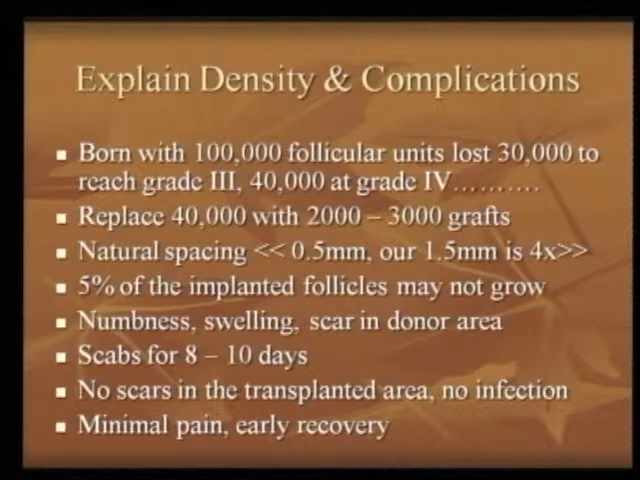 Explain Density & Complications
▪ Born with 100,000 follicular units lost 30,000 to
reach grade III, 40,000 at grade IV..........
▪ Replace 40,000 with 2000 – 3000 grafts
▪ Natural spacing << 0.5mm, our 1.5mm is 4x>>
▪ 5% of the implanted follicles may not grow
▪ Numbness, swelling, scar in donor area
▪ Scabs for 8 – 10 days
▪ No scars in the transplanted area, no infection
▪ Minimal pain, early recovery